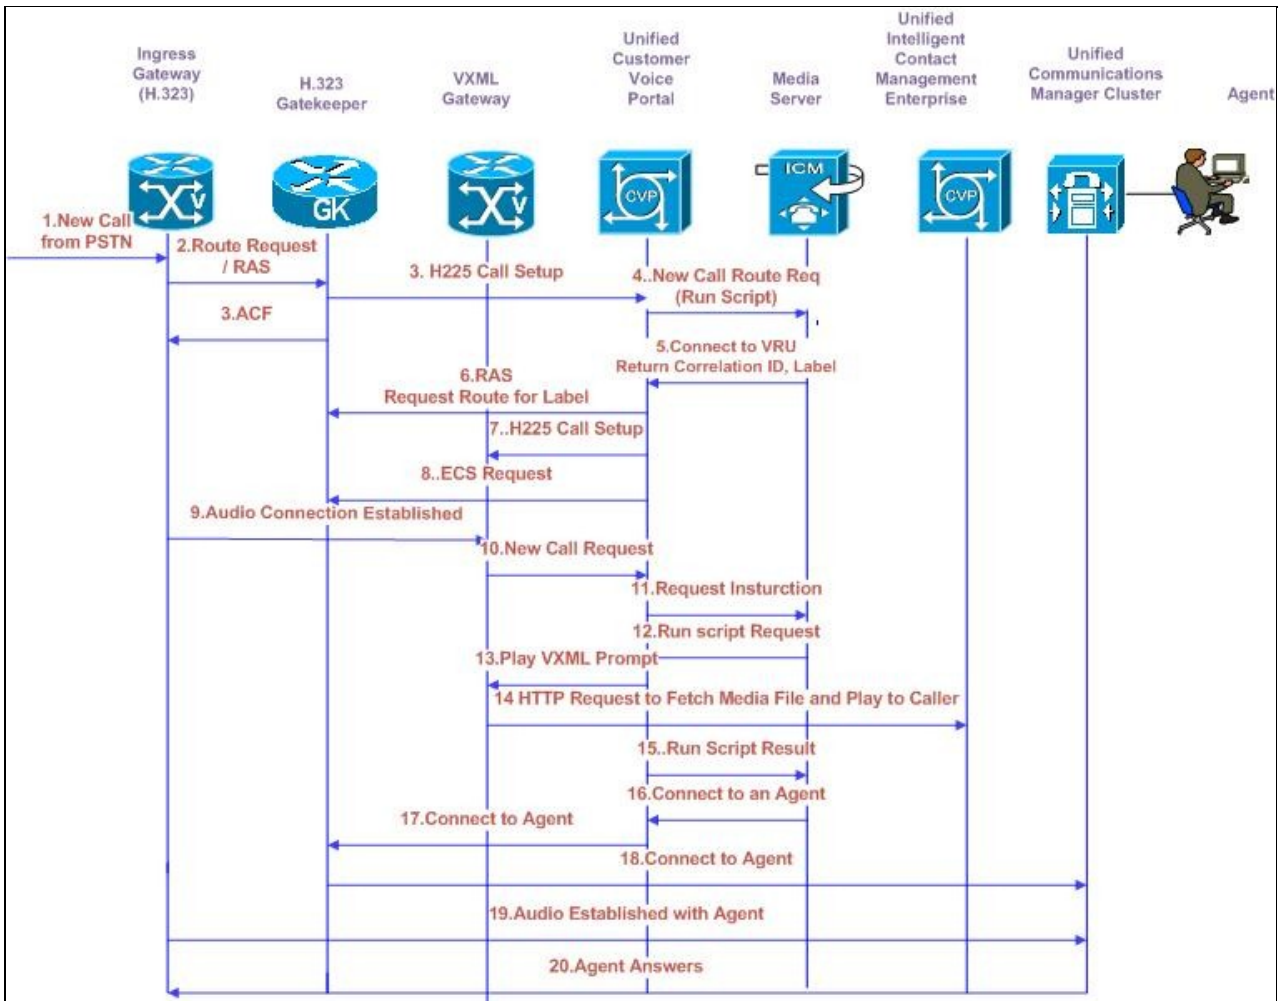 Ingress
Gateway
(H.323)
H.323
Gatekeeper
VXML
Gateway
Unified
Customer
Voice
Portal
Media
Server
Unified
Intelligent
Contact
Management
Enterprise
Unified
Communications
Manager Cluster
Agent
V
GK
V
CVP
ICM
CVP
1.New Call
from PSTN
2.Route Request
/ RAS
3. H225 Call Setup
4..New Call Route Req
(Run Script)
3.ACF
5.Connect to VRU
Return Correlation ID, Label
6.RAS
Request Route for Label
7..H225 Call Setup
8..ECS Request
9.Audio Connection Established
10.New Call Request
11.Request Insturction
12.Run script Request
13.Play VXML Prompt
14 HTTP Request to Fetch Media File and Play to Caller
15..Run Script Result
16.Connect to an Agent
17.Connect to Agent
18.Connect to Agent
19.Audio Established with Agent
20.Agent Answers